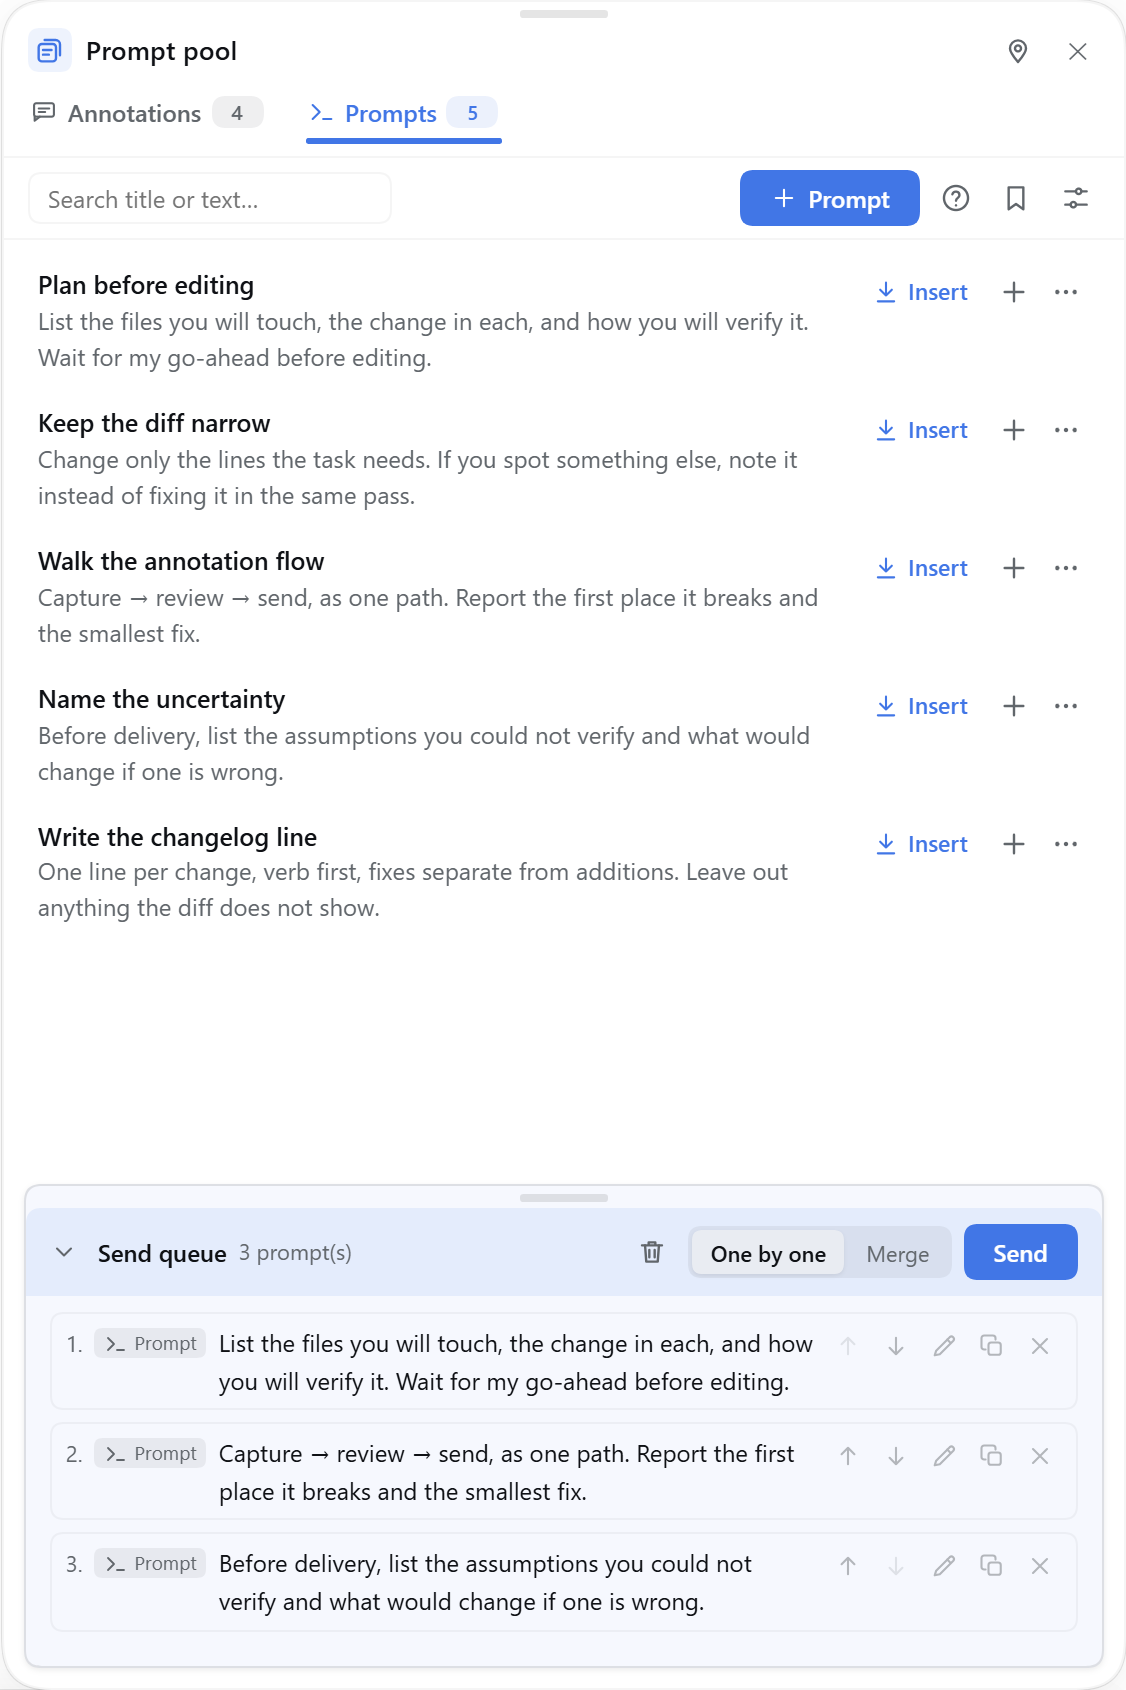 Prompt pool
Annotations 4
Prompts 5
Search title or text...
+ Prompt
Plan before editing
Insert
List the files you will touch, the change in each, and how you will verify it.
Wait for my go-ahead before editing.
Keep the diff narrow
Insert
Change only the lines the task needs. If you spot something else, note it
instead of fixing it in the same pass.
Walk the annotation flow
Insert
Capture → review → send, as one path. Report the first place it breaks and
the smallest fix.
Name the uncertainty
Insert
Before delivery, list the assumptions you could not verify and what would
change if one is wrong.
Write the changelog line
Insert
One line per change, verb first, fixes separate from additions. Leave out
anything the diff does not show.
Send queue 3 prompt(s)
One by one
Merge
Send
1. Prompt List the files you will touch, the change in each, and how
you will verify it. Wait for my go-ahead before editing.
2. Prompt Capture → review → send, as one path. Report the first
place it breaks and the smallest fix.
3. Prompt Before delivery, list the assumptions you could not
verify and what would change if one is wrong.